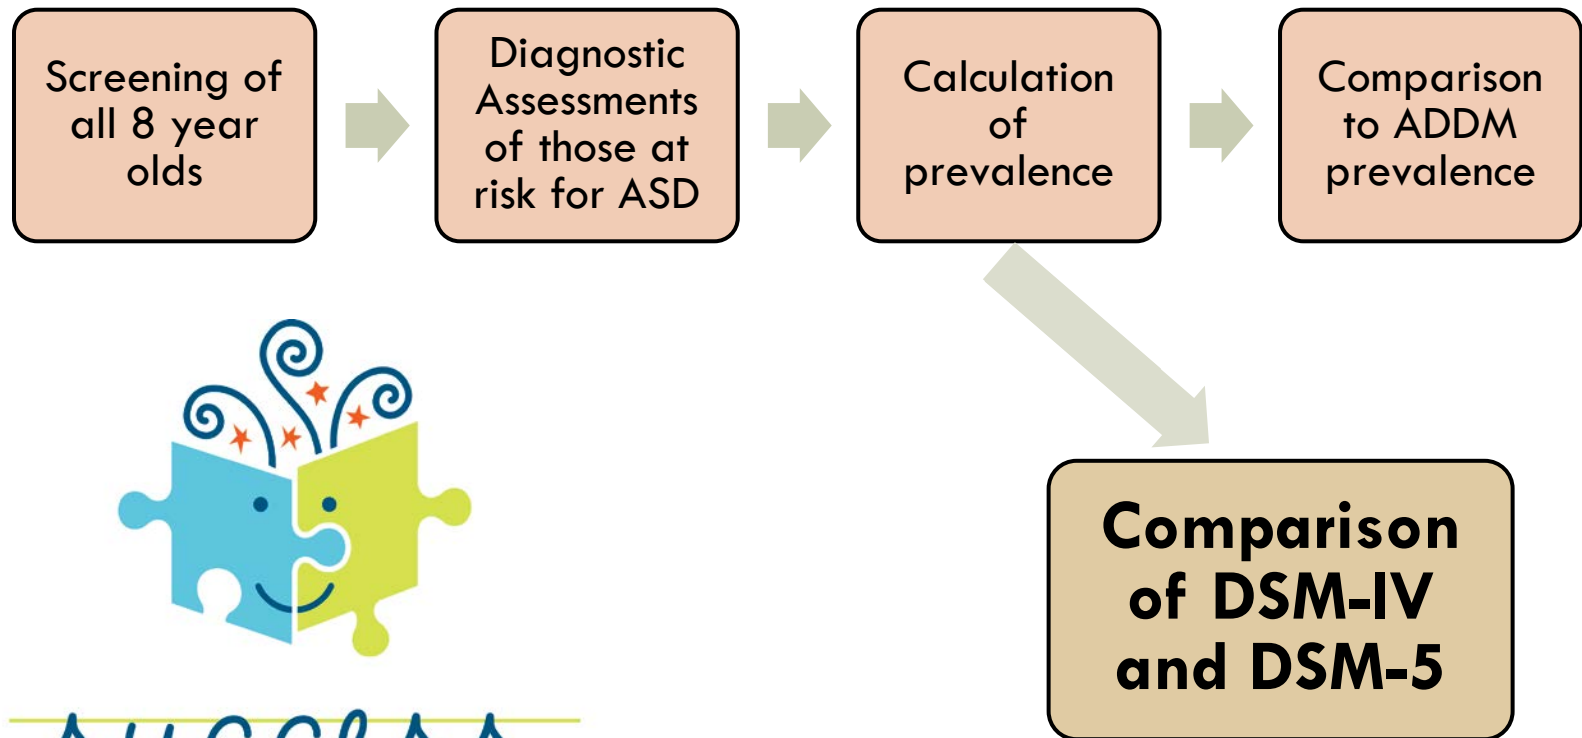 Screening of
all 8 year
olds
Diagnostic
Assessments
of those at
risk for ASD
Calculation
of
prevalence
Comparison
to ADDM
prevalence
Comparison
of DSM-IV
and DSM-5
success